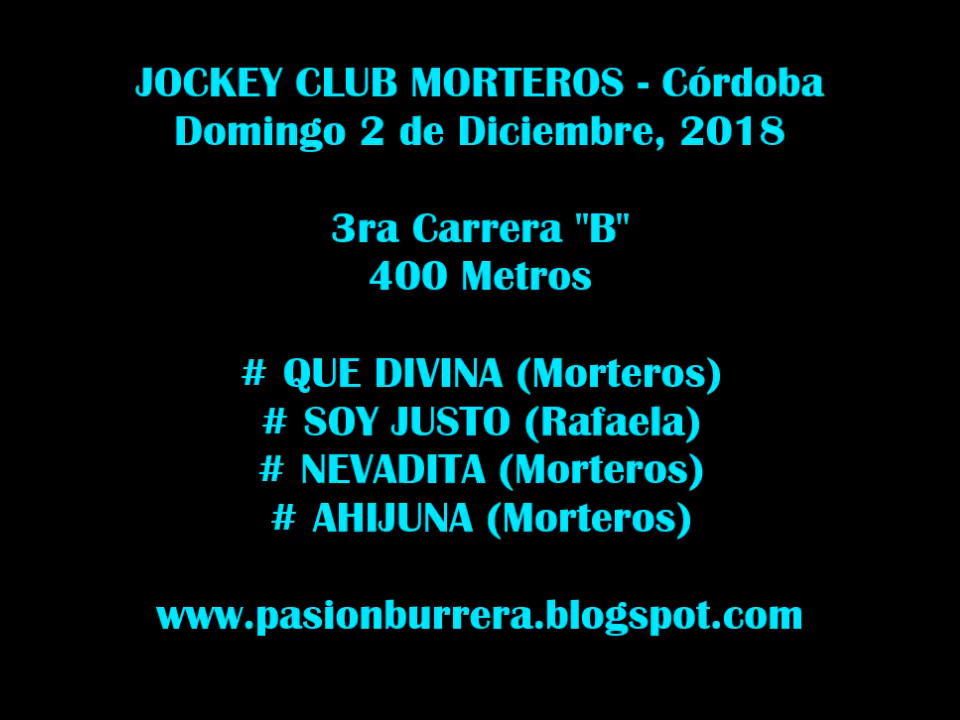 JOCKEY CLUB MORTEROS - Córdoba
Domingo 2 de Diciembre, 2018
3ra Carrera "B"
400 Metros
# QUE DIVINA (Morteros)
# SOY JUSTO (Rafaela)
# NEVADITA (Morteros)
# AHIJUNA (Morteros)
www.pasionburrera.blogspot.com